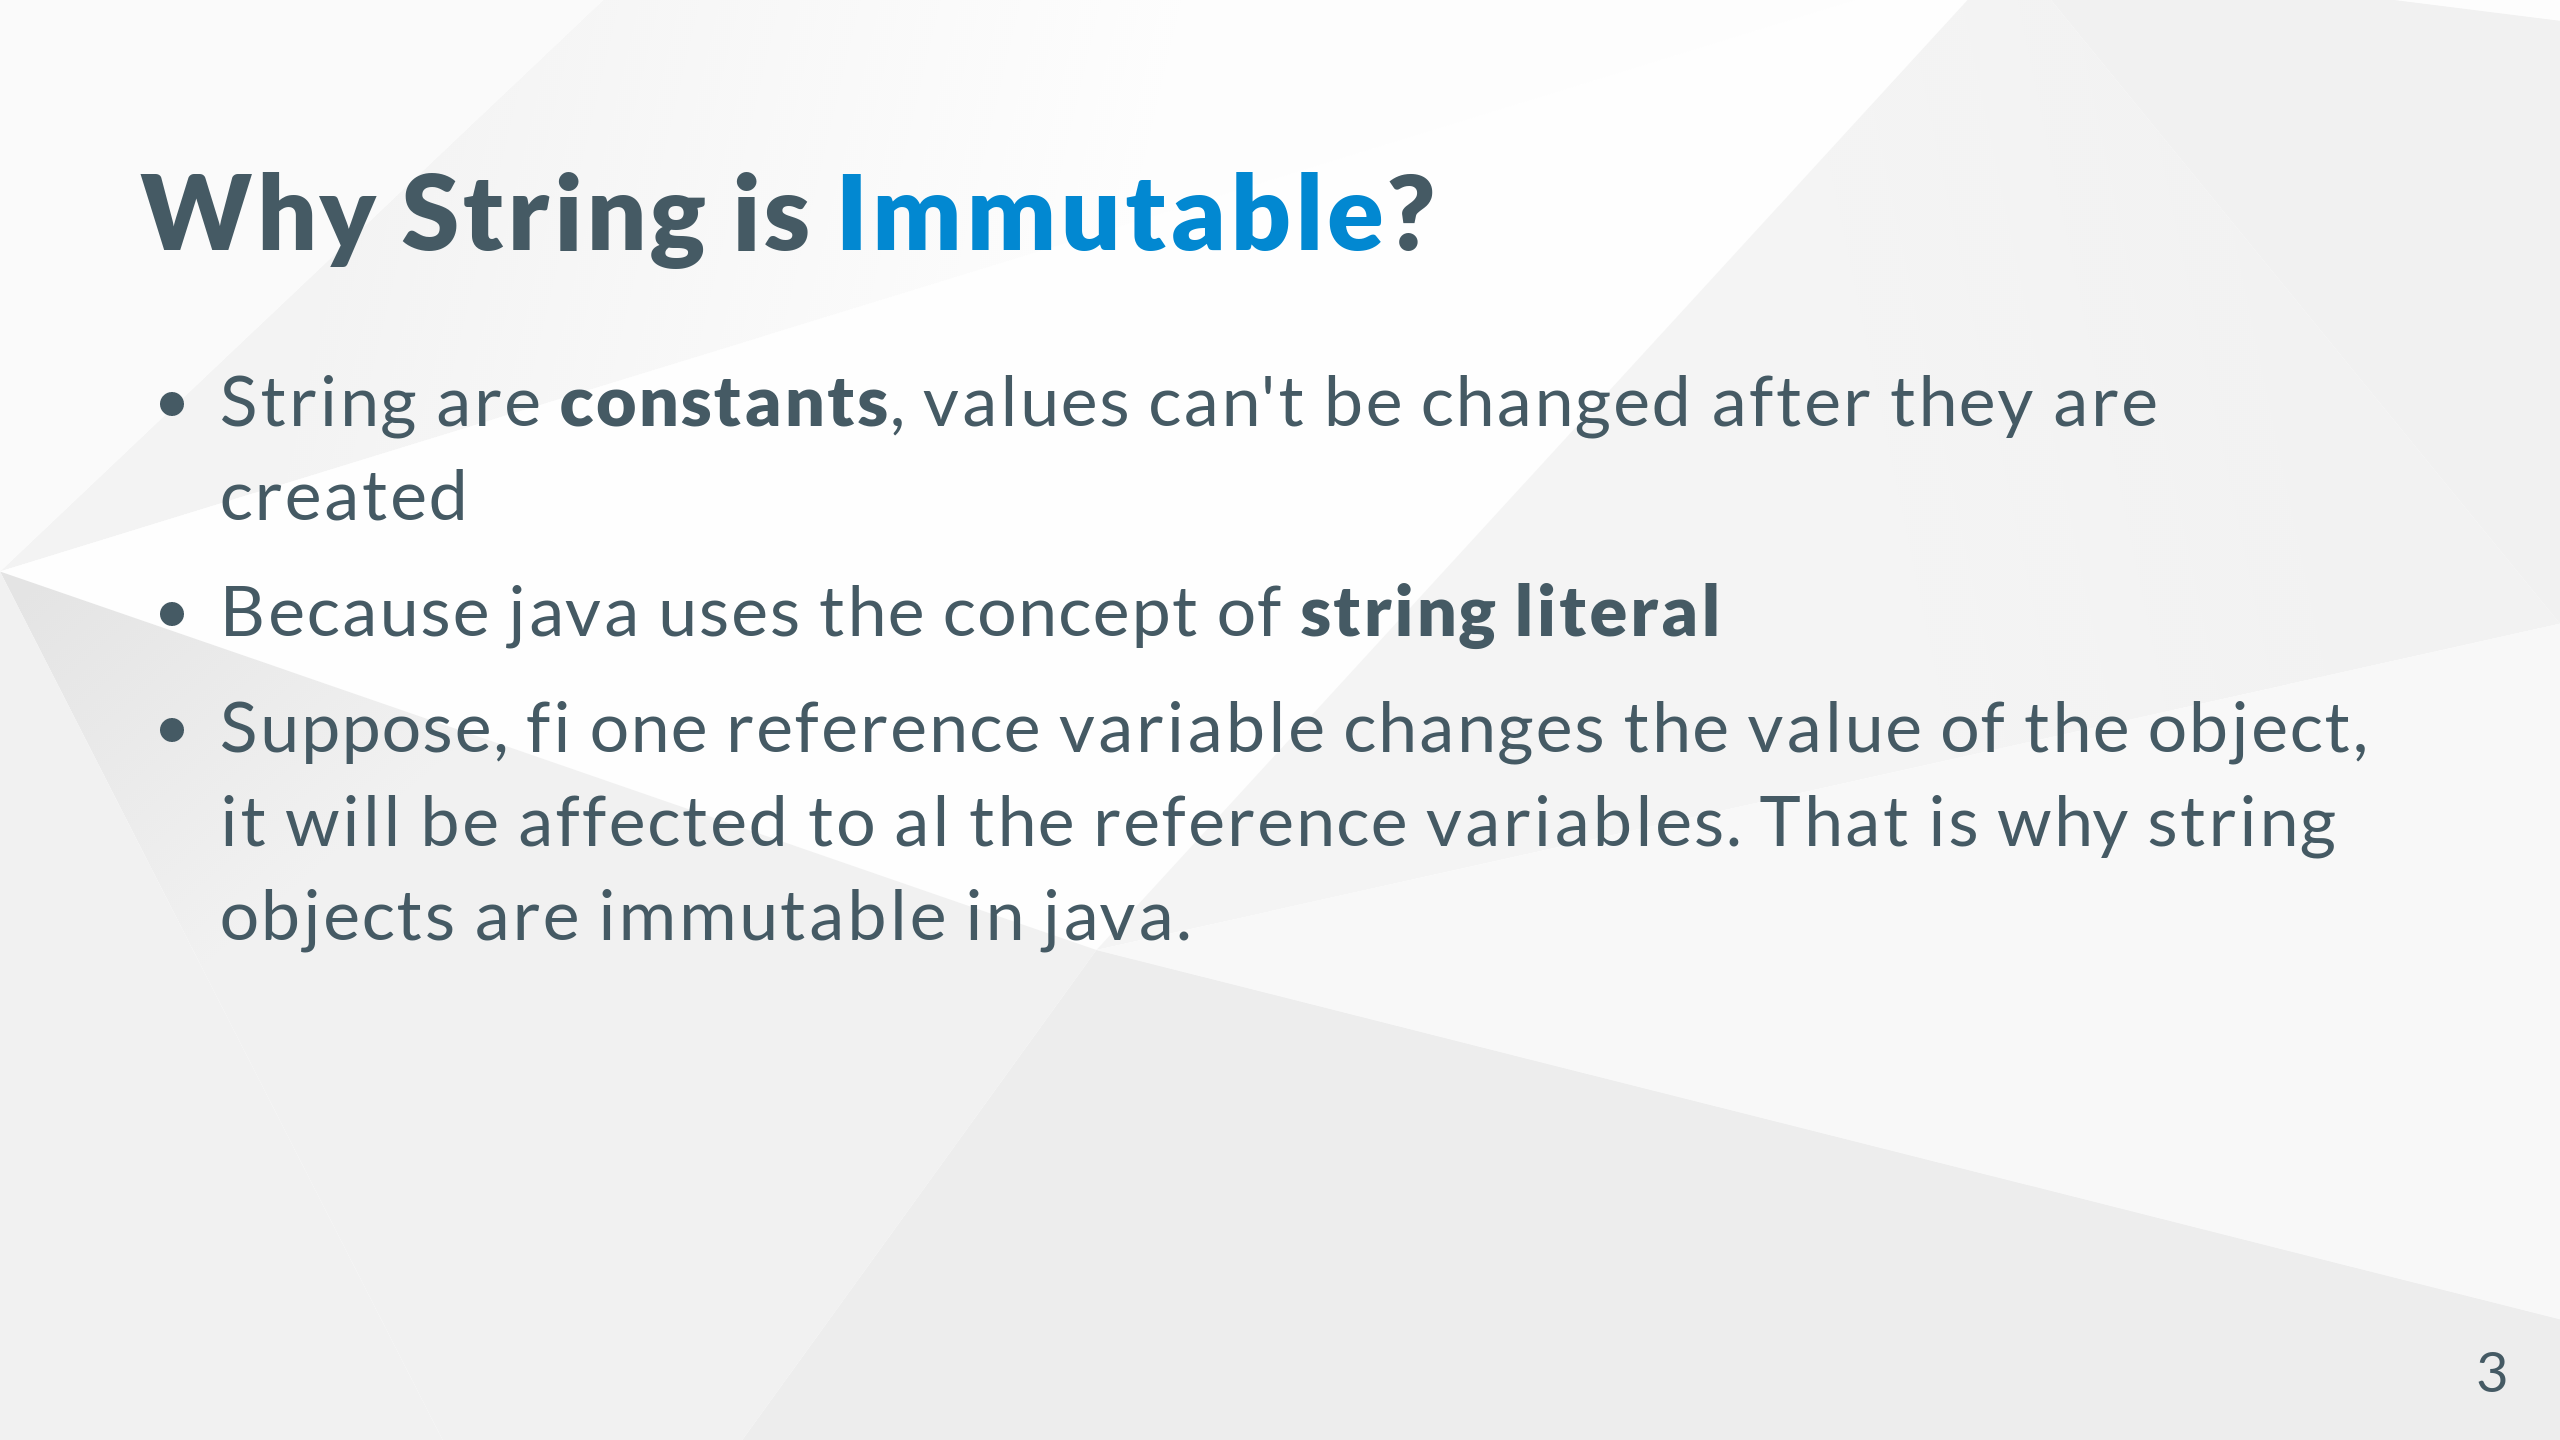 Why String is Immutable?
• String are constants, values can't be changed after they are
created
• Because java uses the concept of string literal
• Suppose, fi one reference variable changes the value of the object,
it will be affected to al the reference variables. That is why string
objects are immutable in java.
3